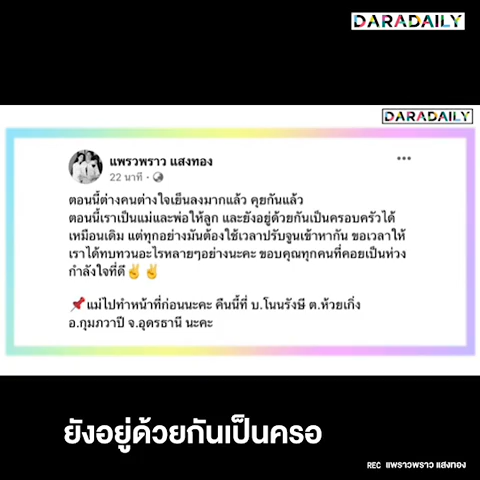 DARADAILY
DARADAILY
แพรวพราว แสงทอง
22 นาที
ตอนนี้ต่างคนต่างใจเย็นลงมากแล้ว คุยกันแล้ว
ตอนนี้เราเป็นแม่และพ่อให้ลูก และยังอยู่ด้วยกันเป็นครอบครัวได้
เหมือนเดิม แต่ทุกอย่างมันต้องใช้เวลาปรับจูนเข้าหากัน ขอเวลาให้
เราได้ทบทวนอะไรหลายๆอย่างนะคะ ขอบคุณทุกคนที่คอยเป็นห่วง
กำลังใจที่ดี✌️✌️
📌แม่ไปทำหน้าที่ก่อนนะคะ คืนนี้ที่ บ.โนนรังษี ต.ห้วยเกิ้ง
อ.กุมภวาปี จ.อุดรธานี นะคะ
ยังอยู่ด้วยกันเป็นครอ
REC แพรวพราว แสงทอง